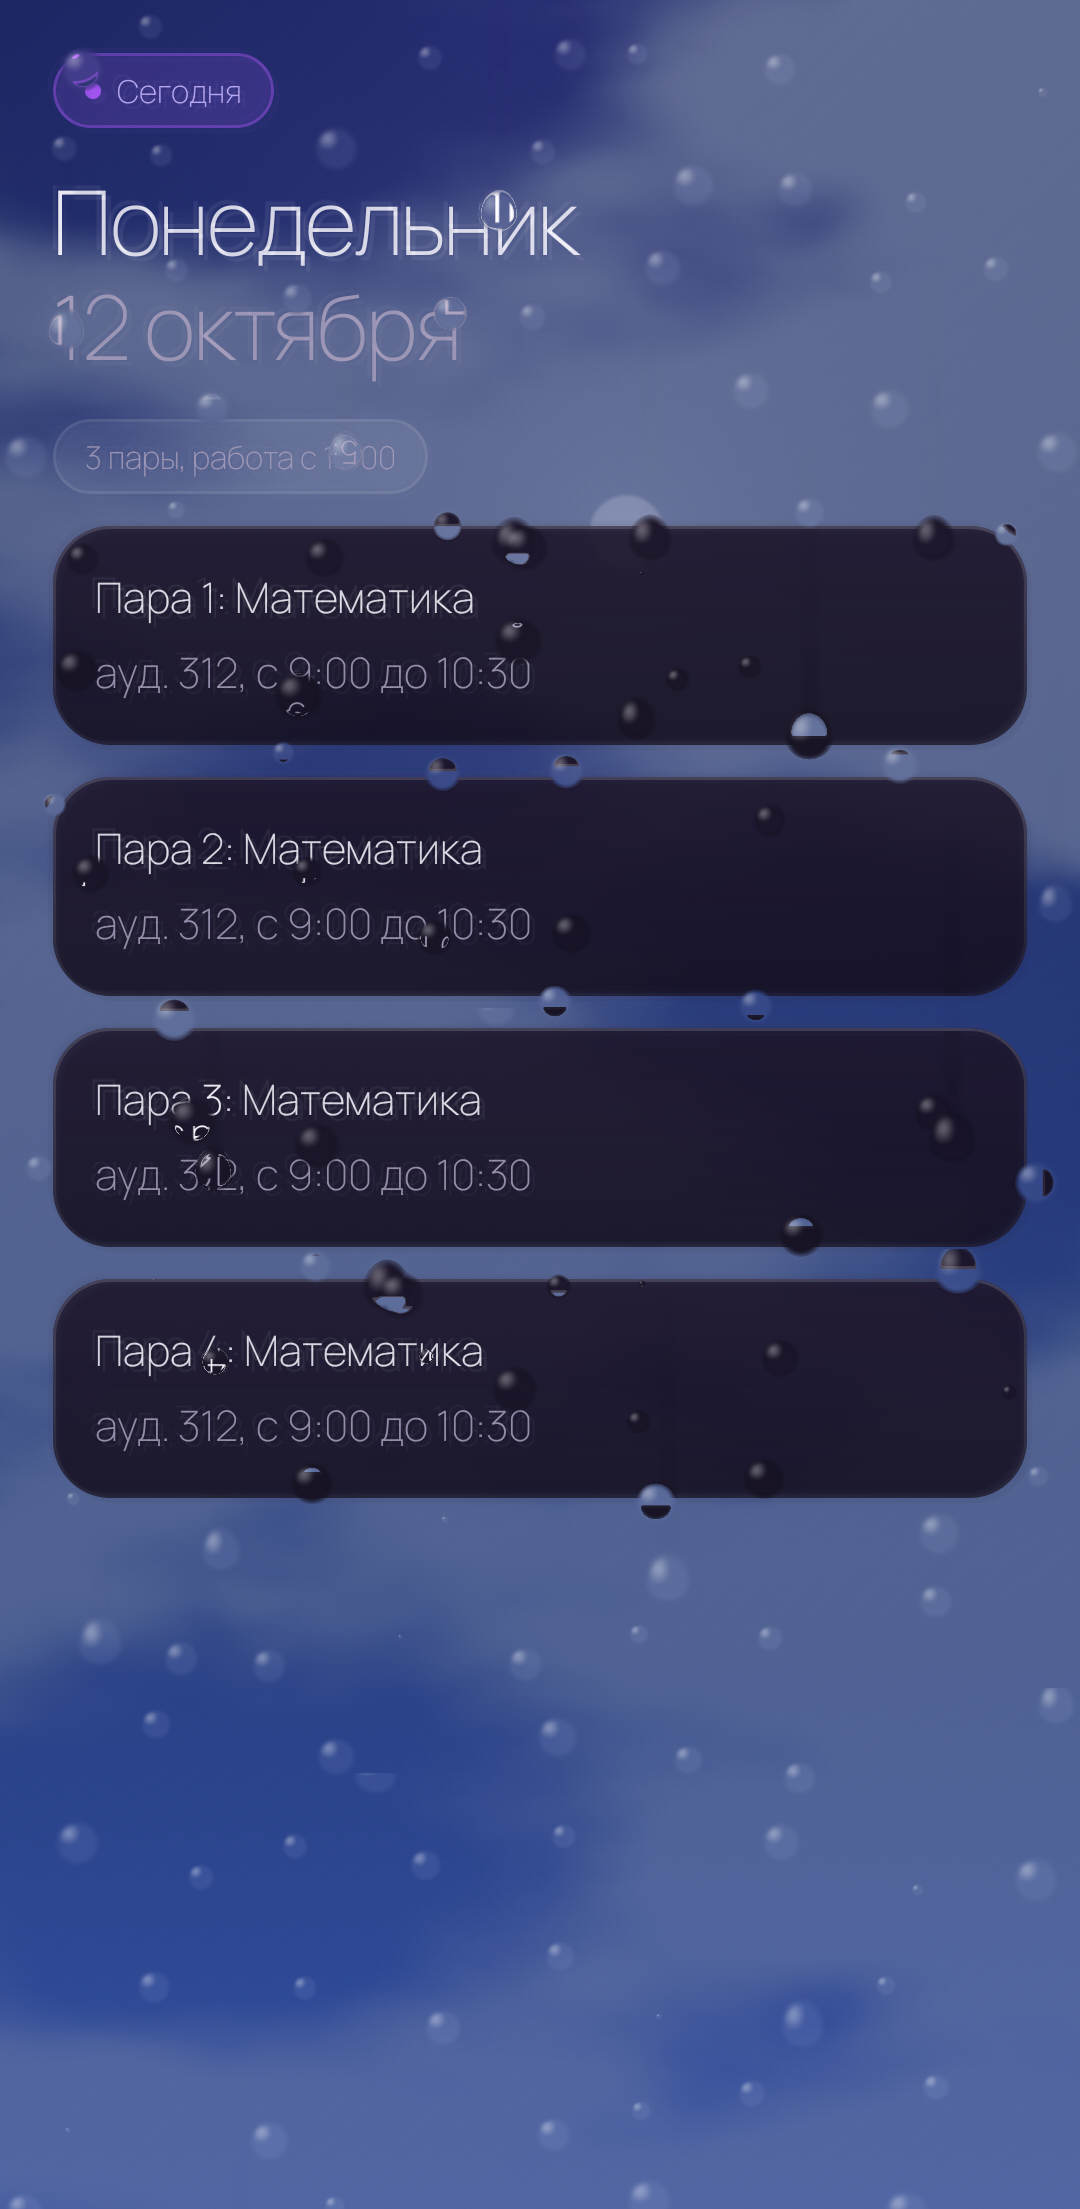 Сегодня
Понедельник
12 октября
3 пары, работа с
Пара 1: Математика
ауд. 312, с 9:00 до 10:30
Пара 2: Математика
ауд. 312, с 9:00 до 10:30
Пара 3: Математика
ауд. 312, с 9:00 до 10:30
Пара 4: Математика
ауд. 312, с 9:00 до 10:30